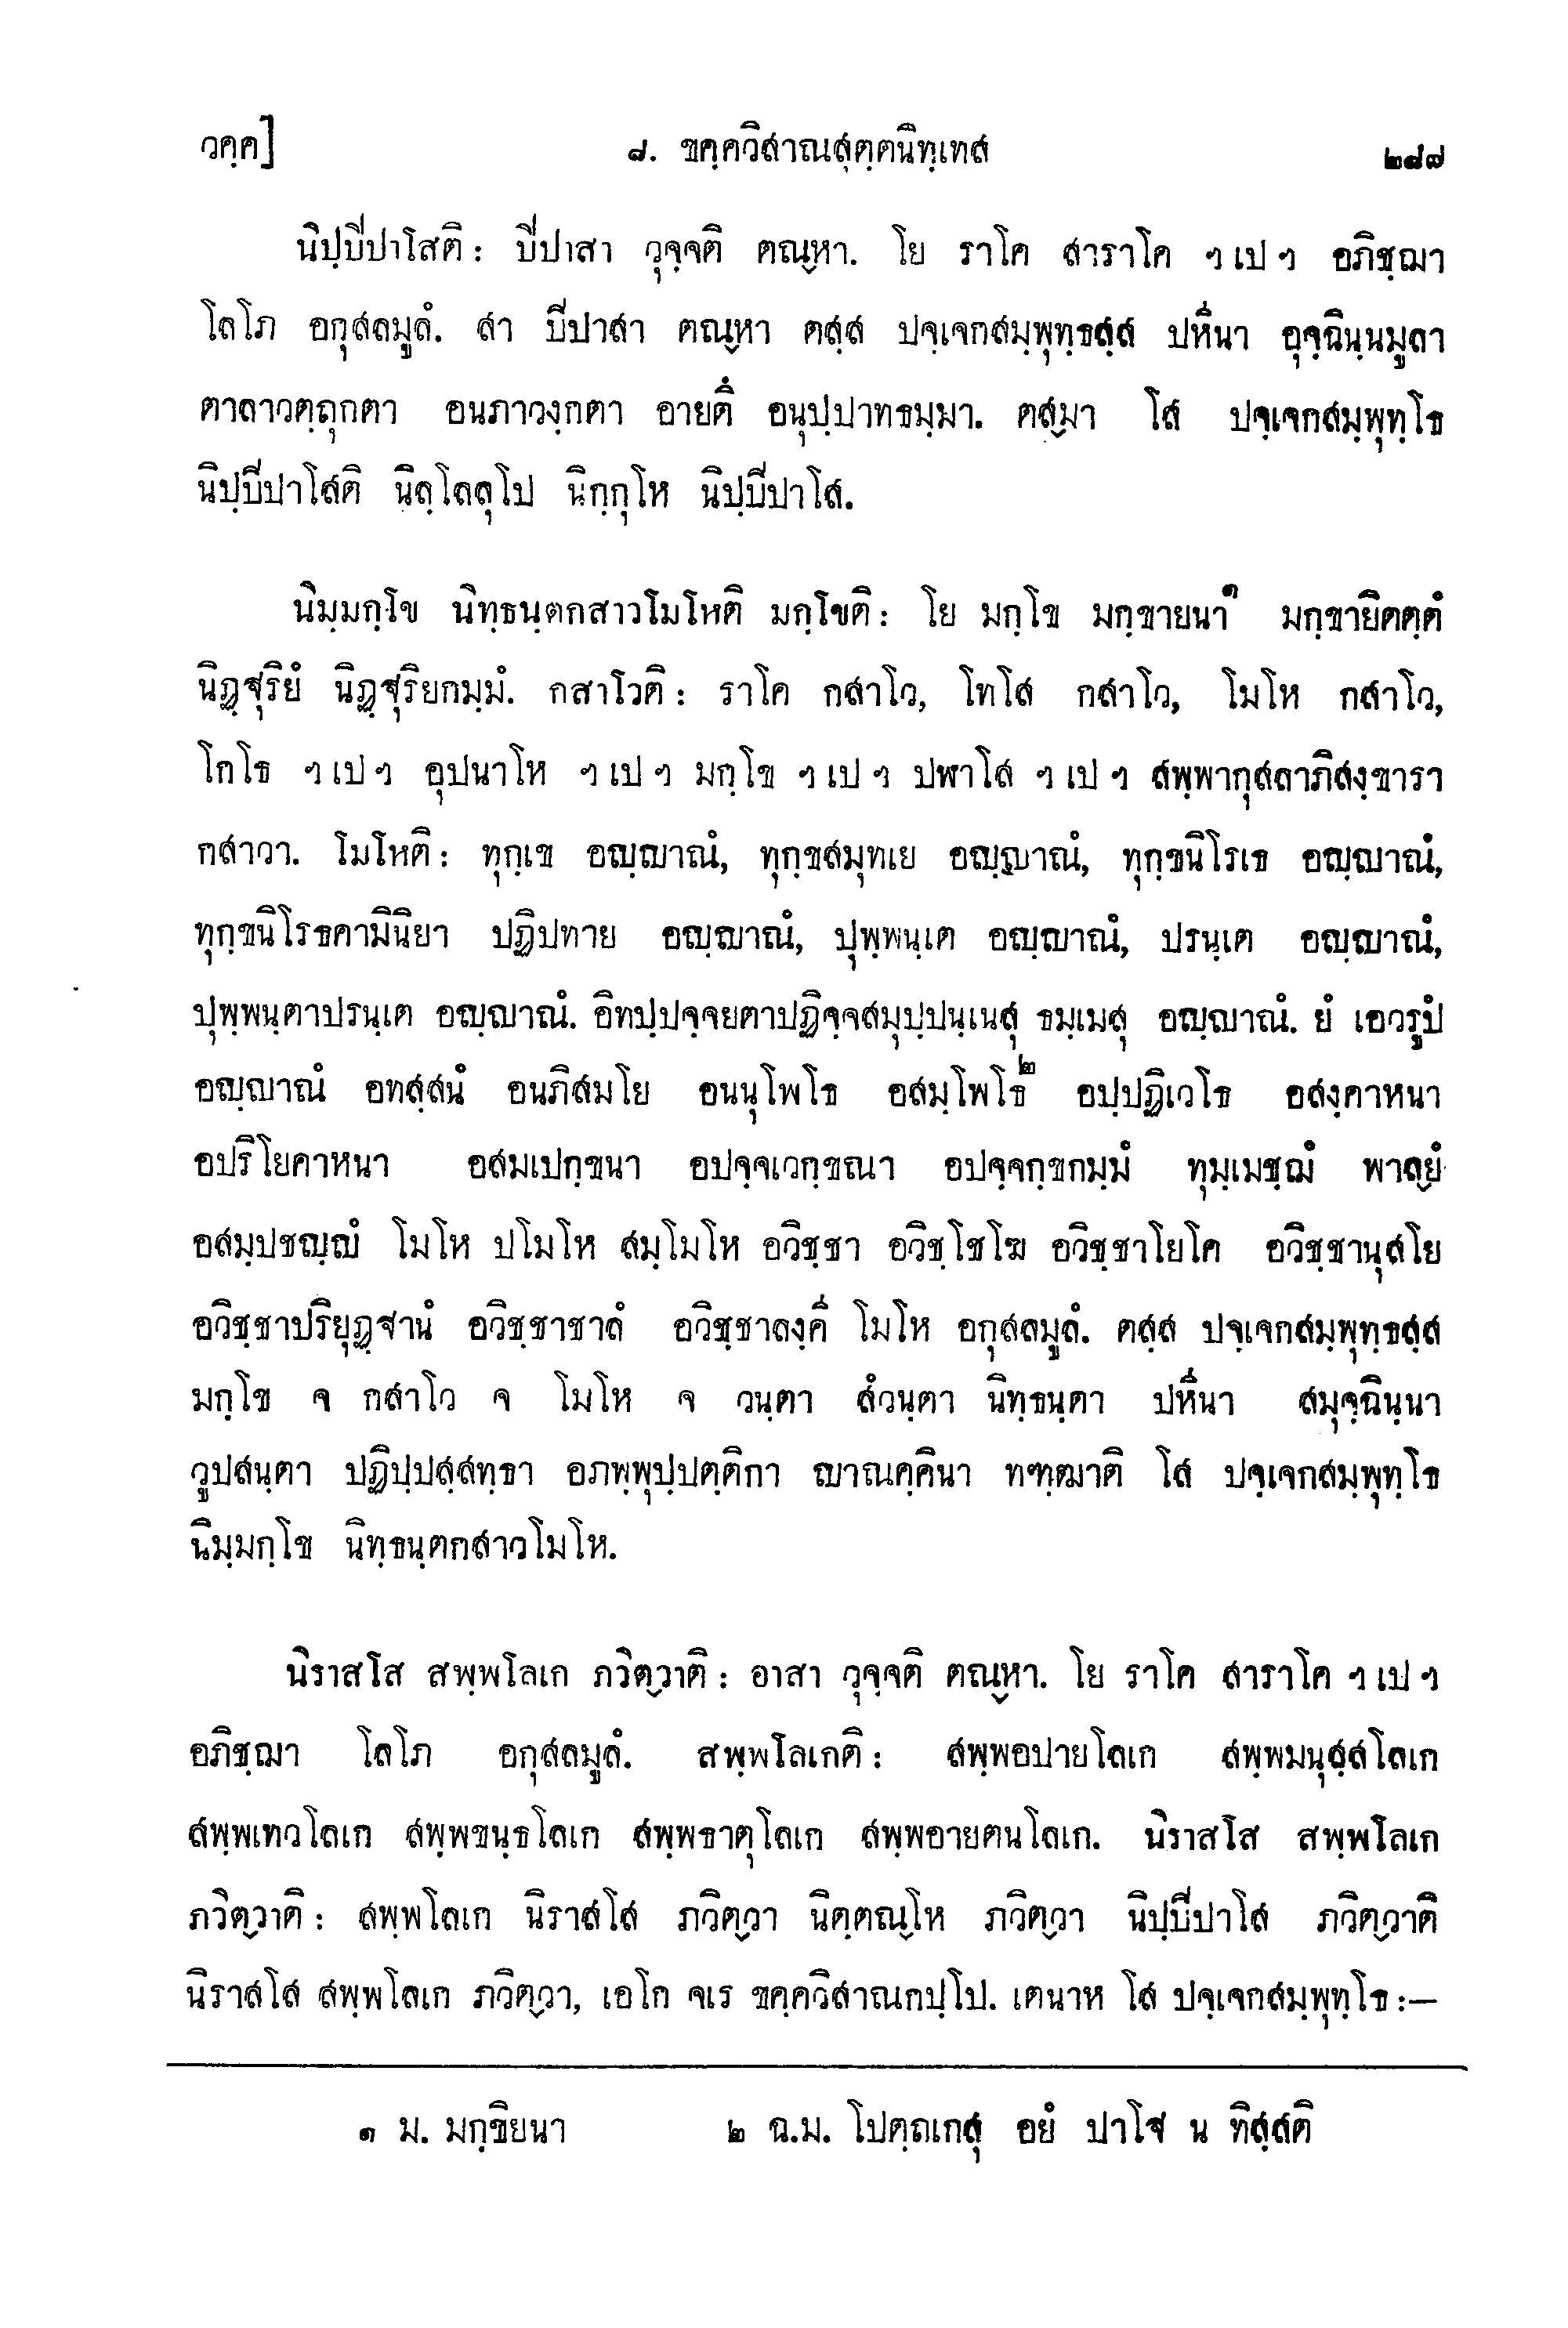 วคฺค]    ๘. ขคฺควิสาณสุตฺตนิทฺเทส    ๒๘๗
นิปฺปิปาโสติ: ปิปาสา วุจฺจติ ตณฺหา. โย ราโค สาราโค ฯ เป ฯ อภิชฺฌา
โลโภ อกุสลมูลํ. สา ปิปาสา ตณฺหา ตสฺส ปจฺเจกสมฺพุทฺธสฺส ปหีนา อุจฺฉินฺนมูลา
ตาลาวตฺถุกตา อนภาวงฺกตา อายตึ อนุปฺปาทธมฺมา. ตสฺมา โส ปจฺเจกสมฺพุทฺโธ
นิปฺปิปาโสติ นิลฺโลลุโป นิกฺกุโห นิปฺปิปาโส.
นิมฺมกฺโข นิทฺธนฺตกสาวโมโหติ มกฺโขติ: โย มกฺโข มกฺขายนา๑ มกฺขายิตตฺตํ
นิฏฺฐุริยํ นิฏฺฐุริยกมฺมํ. กสาโวติ: ราโค กสาโว, โทโส กสาโว, โมโห กสาโว,
โกโธ ฯ เป ฯ อุปนาโห ฯ เป ฯ มกฺโข ฯ เป ฯ ปฬาโส ฯ เป ฯ สพฺพากุสลาภิสงฺขารา
กสาวา. โมโหติ: ทุกฺเข อญฺญาณํ, ทุกฺขสมุทเย อญฺญาณํ, ทุกฺขนิโรเธ อญฺญาณํ,
ทุกฺขนิโรธคามินิยา ปฏิปทาย อญฺญาณํ, ปุพฺพนฺเต อญฺญาณํ, ปรนฺเต อญฺญาณํ,
ปุพฺพนฺตาปรนฺเต อญฺญาณํ. อิทปฺปจฺจยตาปฏิจฺจสมุปฺปนฺเนสุ ธมฺเมสุ อญฺญาณํ. ยํ เอวรูปํ
อญฺญาณํ อทสฺสนํ อนภิสมโย อนนุโพโธ อสมฺโพโธ๒ อปฺปฏิเวโธ อสงฺคาหนา
อปริโยคาหนา อสมเปกฺขนา อปจฺจเวกฺขณา อปจฺจกฺขกมฺมํ ทุมฺเมชฺฌํ พาลฺยํ
อสมฺปชญฺญํ โมโห ปโมโห สมฺโมโห อวิชฺชา อวิชฺโชโฆ อวิชฺชาโยโค อวิชฺชานุสโย
อวิชฺชาปริยุฏฺฐานํ อวิชฺชาชาลํ อวิชฺชาลงฺคี โมโห อกุสลมูลํ. ตสฺส ปจฺเจกสมฺพุทฺธสฺส
มกฺโข จ กสาโว จ โมโห จ วนฺตา สํวนฺตา นิทฺธนฺตา ปหีนา สมุจฺฉินฺนา
วูปสนฺตา ปฏิปฺปสฺสทฺธา อภพฺพุปฺปตฺติกา ญาณคฺคินา ทฑฺฒาติ โส ปจฺเจกสมฺพุทฺโธ
นิมฺมกฺโข นิทฺธนฺตกสาวโมโห.
นิราสโส สพฺพโลเก ภวิตฺวาติ: อาสา วุจฺจติ ตณฺหา. โย ราโค สาราโค ฯ เป ฯ
อภิชฺฌา โลโภ อกุสลมูลํ. สพฺพโลเกติ: สพฺพอปายโลเก สพฺพมนุสฺสโลเก
สพฺพเทวโลเก สพฺพขนฺธโลเก สพฺพธาตุโลเก สพฺพอายตนโลเก. นิราสโส สพฺพโลเก
ภวิตฺวาติ: สพฺพโลเก นิราสโส ภวิตฺวา นิตฺตณฺโห ภวิตฺวา นิปฺปิปาโส ภวิตฺวาติ
นิราสโส สพฺพโลเก ภวิตฺวา, เอโก จเร ขคฺควิสาณกปฺโป. เตนาห โส ปจฺเจกสมฺพุทฺโธ :—
๑ ม. มกฺขิยนา    ๒ ฉ.ม. โปตฺถเกสุ อยํ ปาโฐ น ทิสฺสติ